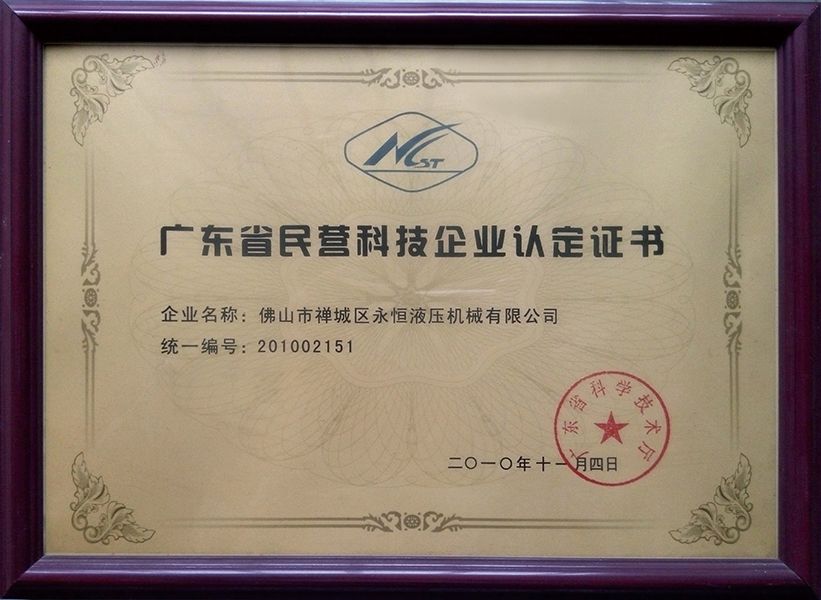 NCST
广东省民营科技企业认定证书
企业名称：佛山市禅城区永恒液压机械有限公司
统一编号：201002151
广东省科学技术厅
二〇一〇年十一月四日